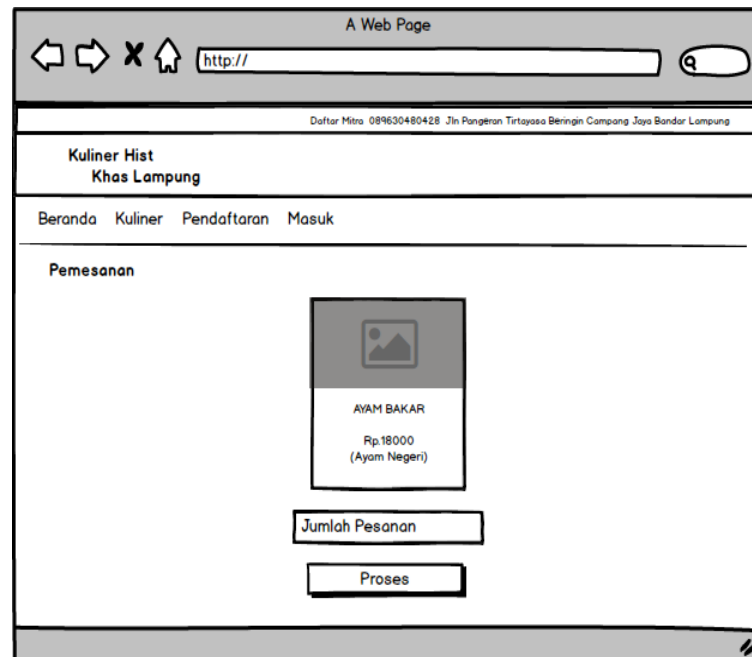 A Web Page
http://
Daftar Mitra 089630480428 Jln Pangeran Tirtayasa Beringin Campang Jaya Bandar Lampung
Kuliner Hist
Khas Lampung
Beranda Kuliner Pendaftaran Masuk
Pemesanan
AYAM BAKAR
Rp.18000
(Ayam Negeri)
Jumlah Pesanan
Proses